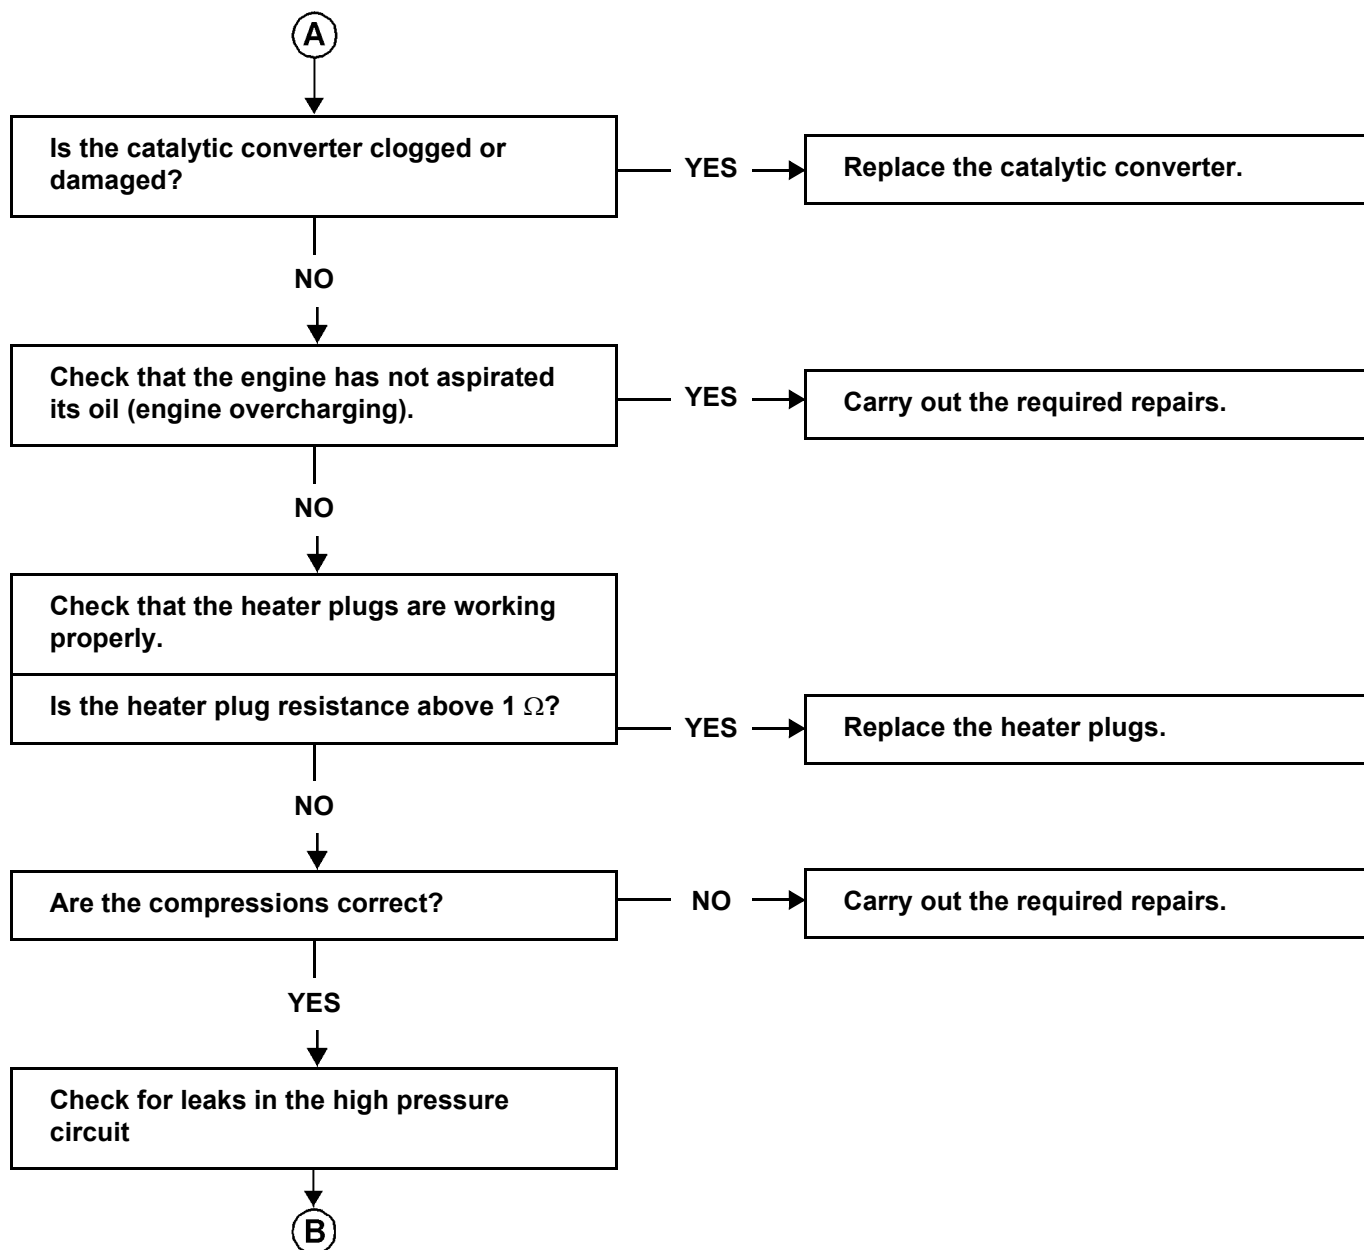 A
Is the catalytic converter clogged or
damaged?
YES
Replace the catalytic converter.
NO
Check that the engine has not aspirated
its oil (engine overcharging).
YES
Carry out the required repairs.
NO
Check that the heater plugs are working
properly.
Is the heater plug resistance above 1 Ω?
YES
Replace the heater plugs.
NO
Are the compressions correct?
NO
Carry out the required repairs.
YES
Check for leaks in the high pressure
circuit
B